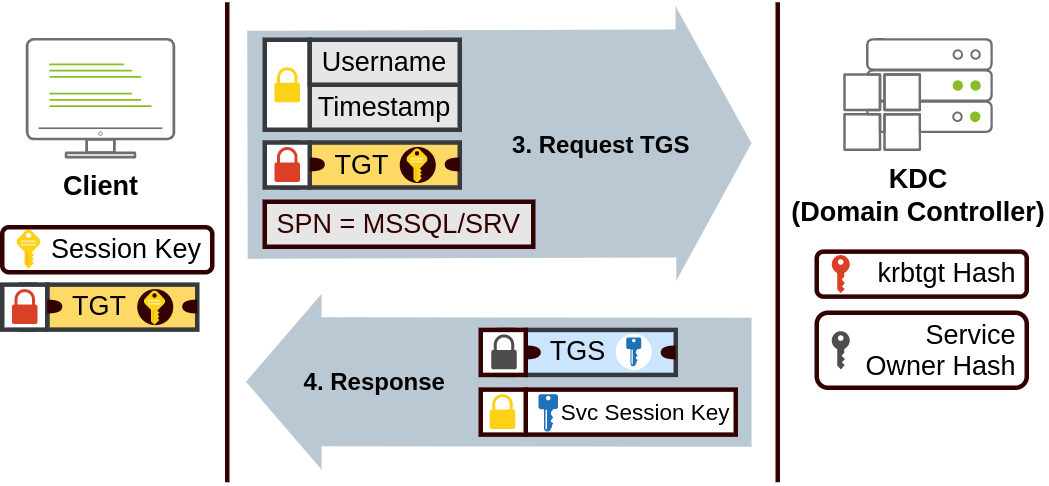 Client
Session Key
TGT
Username
Timestamp
TGT
SPN = MSSQL/SRV
3. Request TGS
4. Response
TGS
Svc Session Key
KDC
(Domain Controller)
krbtgt Hash
Service
Owner Hash